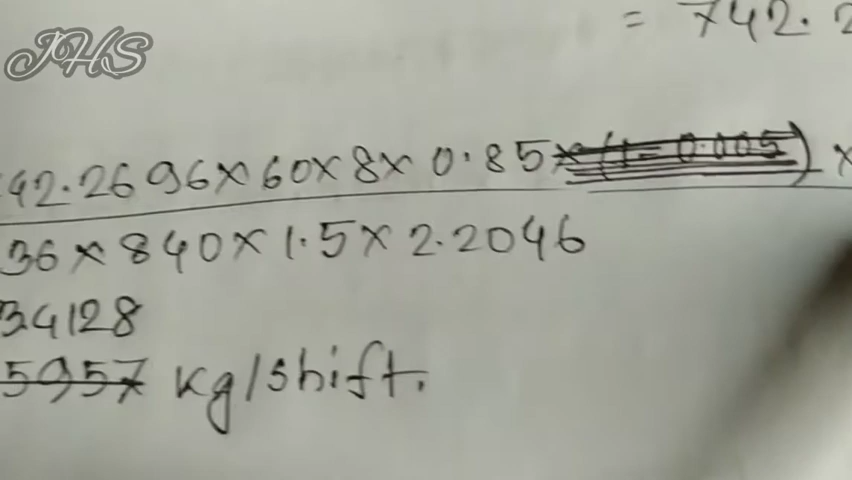 JHS
= 742.2
42.2696×60×8×0.85×(1-0.005)×
36×840×1.5×2.2046
34128
5957 kg/shift.